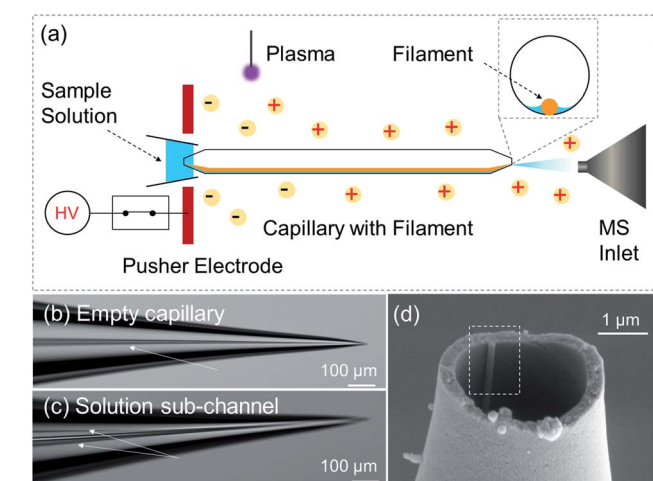 (a)
Plasma
Filament
Sample
Solution
HV
Capillary with Filament
MS
Inlet
Pusher Electrode
- + - + + + +
- - + + + +
-
(b) Empty capillary
100 µm
(c) Solution sub-channel
100 µm
(d)
1 µm